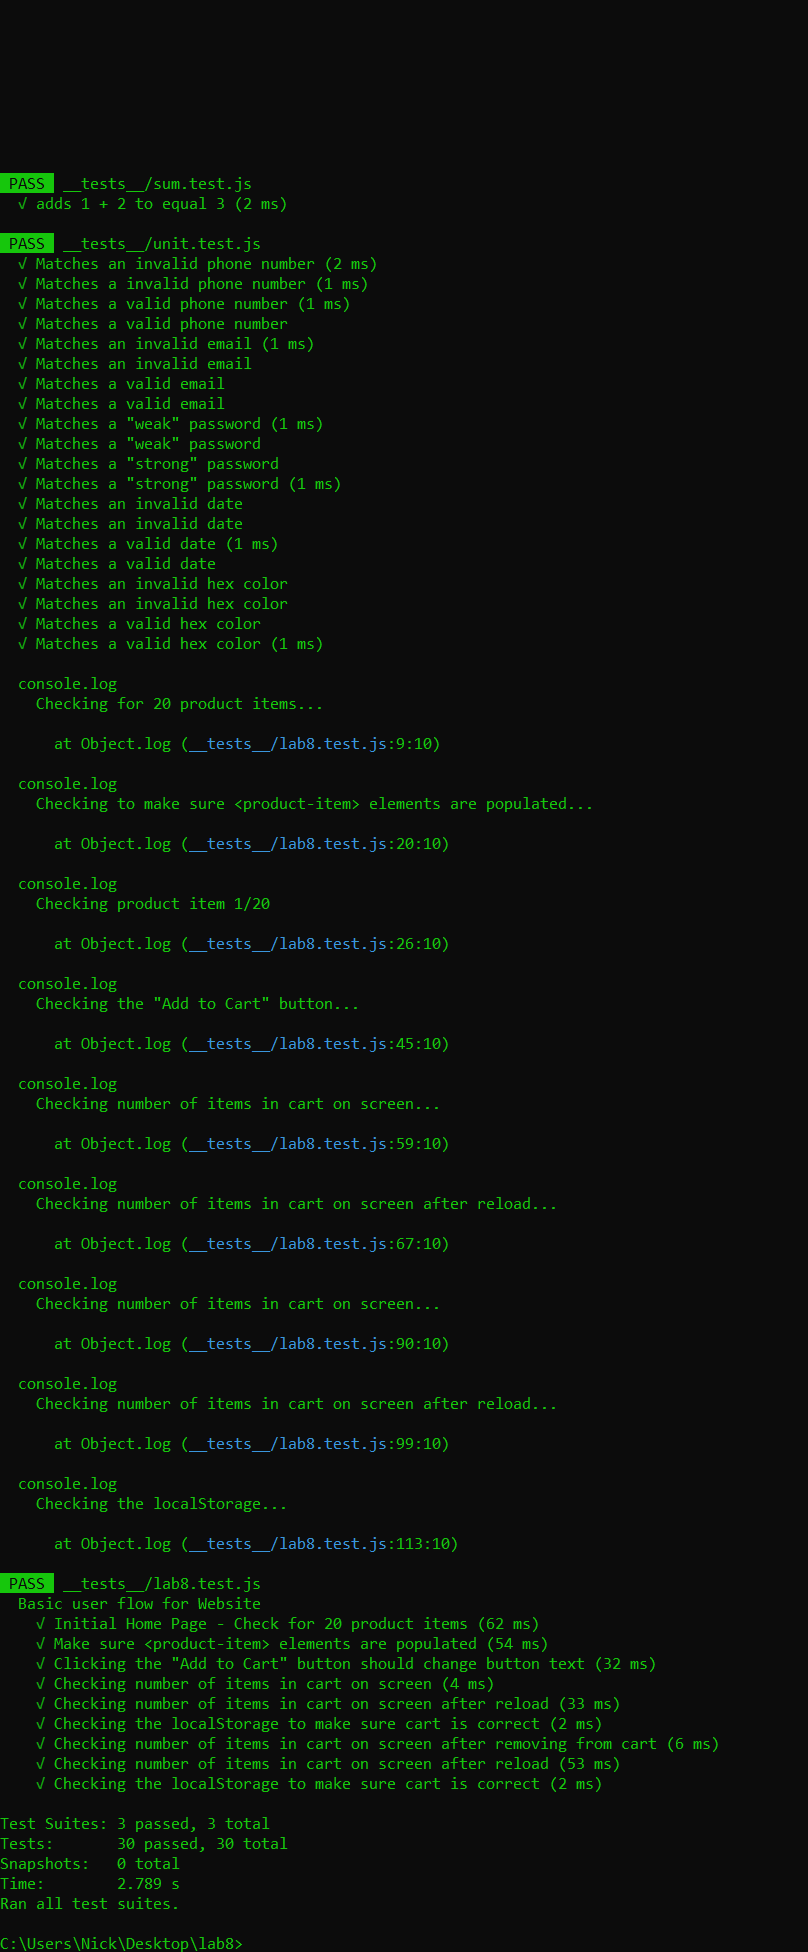 PASS __tests__/sum.test.js
√ adds 1 + 2 to equal 3 (2 ms)
PASS __tests__/unit.test.js
√ Matches an invalid phone number (2 ms)
√ Matches a invalid phone number (1 ms)
√ Matches a valid phone number (1 ms)
√ Matches a valid phone number
√ Matches an invalid email (1 ms)
√ Matches an invalid email
√ Matches a valid email
√ Matches a valid email
√ Matches a "weak" password (1 ms)
√ Matches a "weak" password
√ Matches a "strong" password
√ Matches a "strong" password (1 ms)
√ Matches an invalid date
√ Matches an invalid date
√ Matches a valid date (1 ms)
√ Matches a valid date
√ Matches an invalid hex color
√ Matches an invalid hex color
√ Matches a valid hex color
√ Matches a valid hex color (1 ms)
console.log
Checking for 20 product items...
at Object.log (__tests__/lab8.test.js:9:10)
console.log
Checking to make sure <product-item> elements are populated...
at Object.log (__tests__/lab8.test.js:20:10)
console.log
Checking product item 1/20
at Object.log (__tests__/lab8.test.js:26:10)
console.log
Checking the "Add to Cart" button...
at Object.log (__tests__/lab8.test.js:45:10)
console.log
Checking number of items in cart on screen...
at Object.log (__tests__/lab8.test.js:59:10)
console.log
Checking number of items in cart on screen after reload...
at Object.log (__tests__/lab8.test.js:67:10)
console.log
Checking number of items in cart on screen...
at Object.log (__tests__/lab8.test.js:90:10)
console.log
Checking number of items in cart on screen after reload...
at Object.log (__tests__/lab8.test.js:99:10)
console.log
Checking the localStorage...
at Object.log (__tests__/lab8.test.js:113:10)
PASS __tests__/lab8.test.js
Basic user flow for Website
√ Initial Home Page - Check for 20 product items (62 ms)
√ Make sure <product-item> elements are populated (54 ms)
√ Clicking the "Add to Cart" button should change button text (32 ms)
√ Checking number of items in cart on screen (4 ms)
√ Checking number of items in cart on screen after reload (33 ms)
√ Checking the localStorage to make sure cart is correct (2 ms)
√ Checking number of items in cart on screen after removing from cart (6 ms)
√ Checking number of items in cart on screen after reload (53 ms)
√ Checking the localStorage to make sure cart is correct (2 ms)
Test Suites: 3 passed, 3 total
Tests: 30 passed, 30 total
Snapshots: 0 total
Time: 2.789 s
Ran all test suites.
C:\Users\Nick\Desktop\lab8>